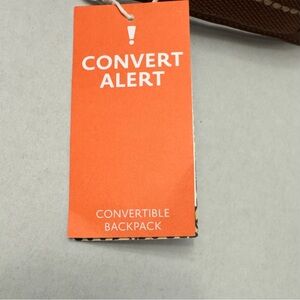 !
CONVERT
ALERT
CONVERTIBLE
BACKPACK